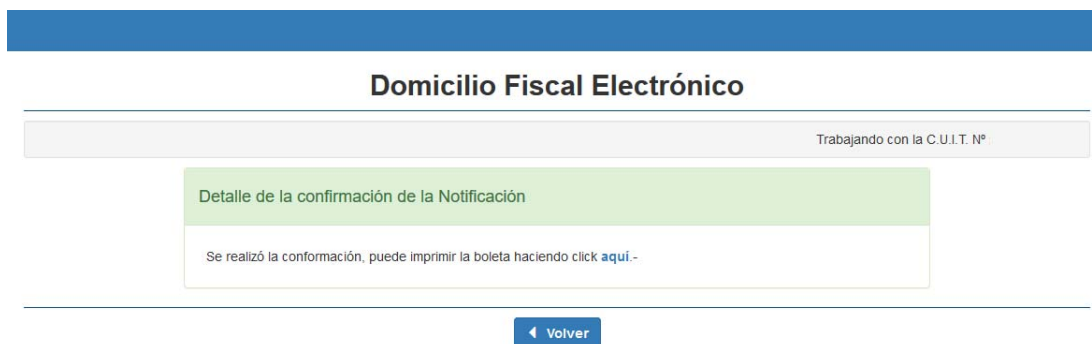 Domicilio Fiscal Electrónico
Trabajando con la C.U.I.T. Nº
Detalle de la confirmación de la Notificación
Se realizó la conformación, puede imprimir la boleta haciendo click aquí.-
Volver